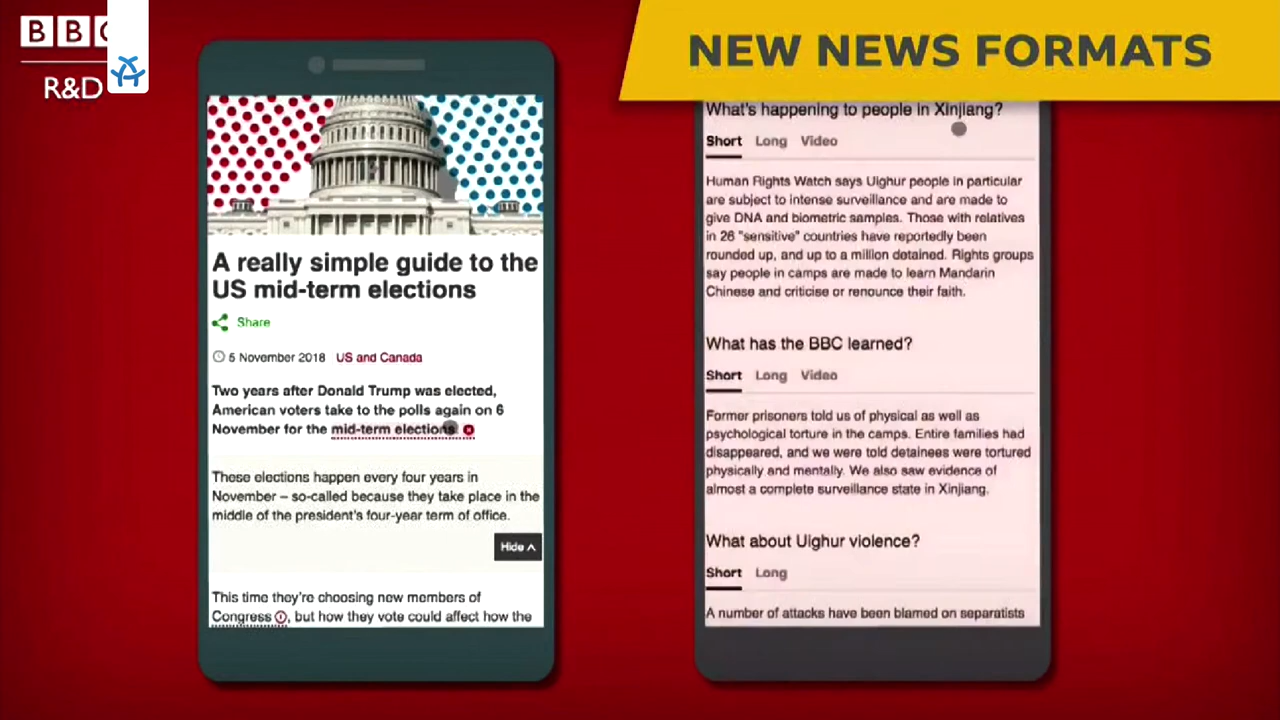 BBC
R&D
NEW NEWS FORMATS
A really simple guide to the
US mid-term elections
Share
5 November 2018 US and Canada
Two years after Donald Trump was elected,
American voters take to the polls again on 6
November for the mid-term elections
These elections happen every four years in
November – so-called because they take place in the
middle of the president's four-year term of office.
Hide
This time they're choosing new members of
Congress, but how they vote could affect how the
What's happening to people in Xinjiang?
Short Long Video
Human Rights Watch says Uighur people in particular
are subject to intense surveillance and are made to
give DNA and biometric samples. Those with relatives
in 26 "sensitive" countries have reportedly been
rounded up, and up to a million detained. Rights groups
say people in camps are made to learn Mandarin
Chinese and criticise or renounce their faith.
What has the BBC learned?
Short Long Video
Former prisoners told us of physical as well as
psychological torture in the camps. Entire families had
disappeared, and we were told detainees were tortured
physically and mentally. We also saw evidence of
almost a complete surveillance state in Xinjiang.
What about Uighur violence?
Short Long
A number of attacks have been blamed on separatists